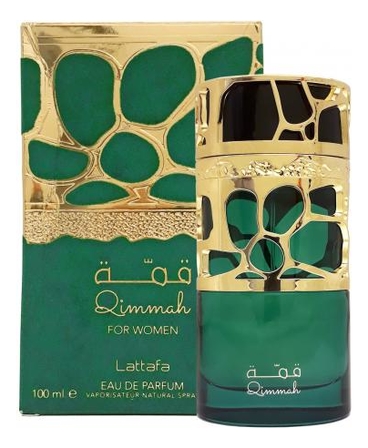 قمّة
Qimmah
FOR WOMEN
Lattafa
100 ml e EAU DE PARFUM
VAPORISATEUR NATURAL SPRAY
قمّة
Qimmah